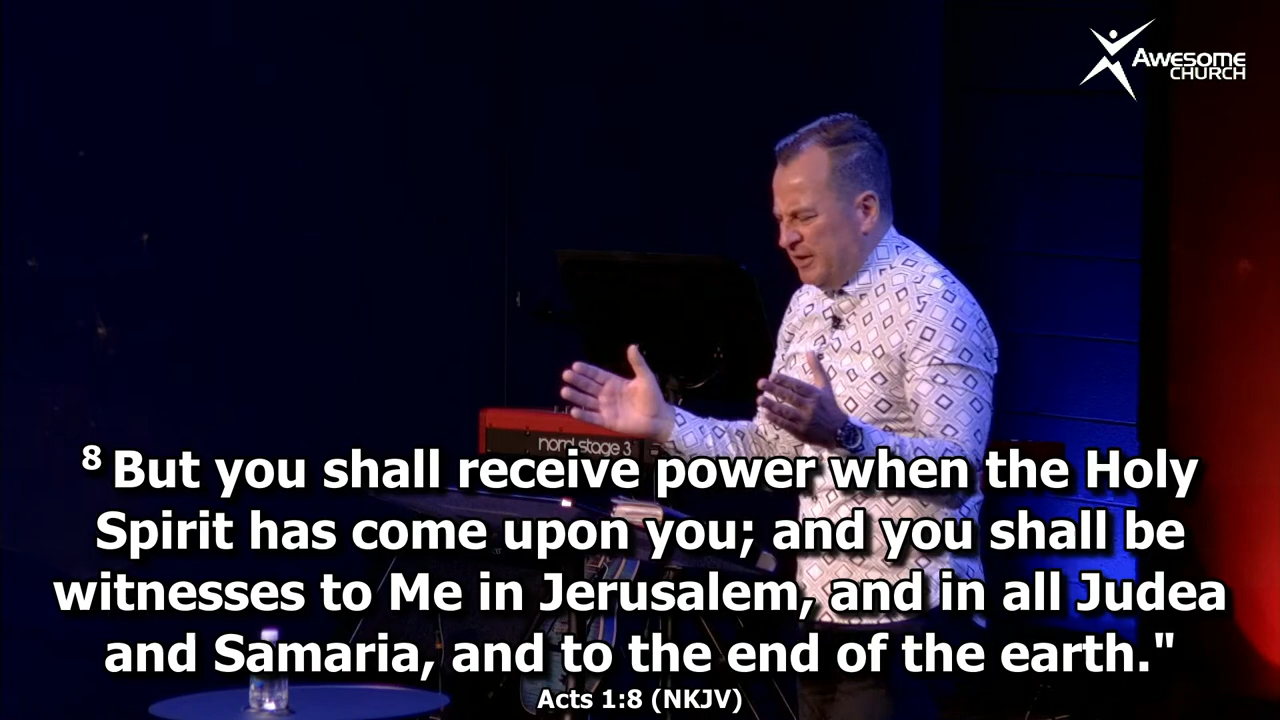 AWESOME
CHURCH
nord stage 3
8 But you shall receive power when the Holy
Spirit has come upon you; and you shall be
witnesses to Me in Jerusalem, and in all Judea
and Samaria, and to the end of the earth."
Acts 1:8 (NKJV)